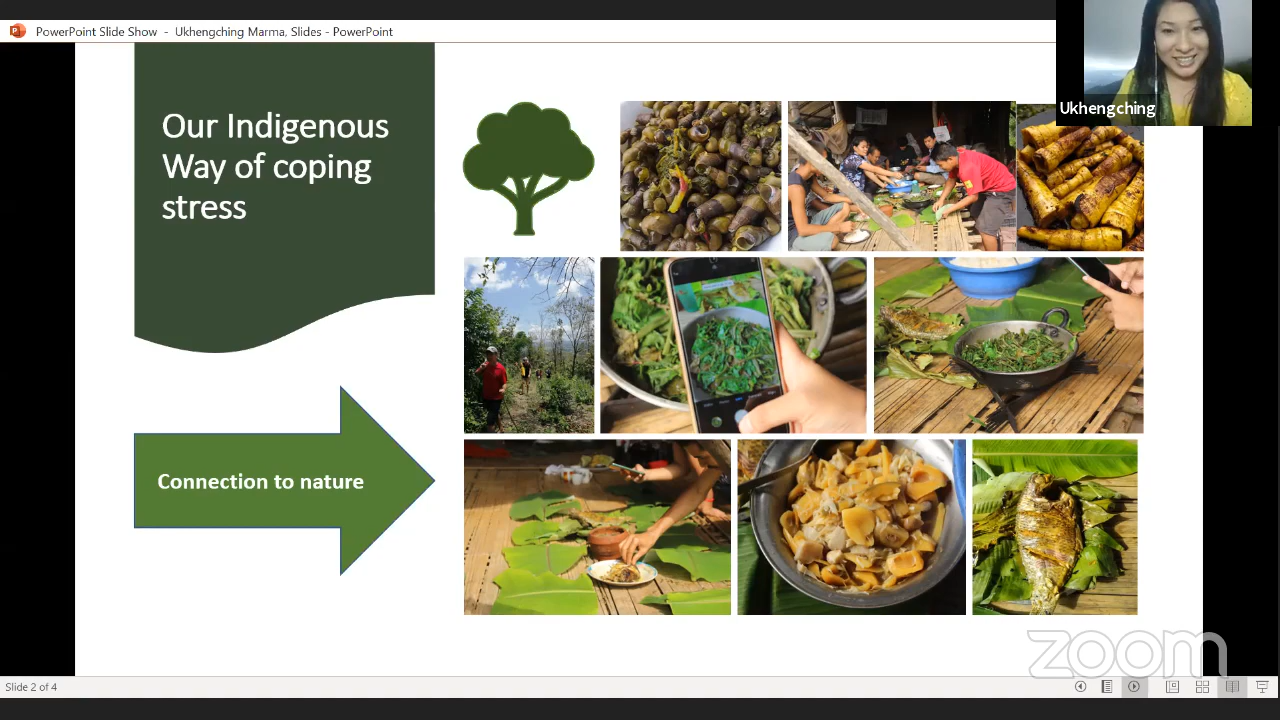 PowerPoint Slide Show - Ukhengching Marma, Slides - PowerPoint
Ukhengching
Our Indigenous
Way of coping
stress
Connection to nature
zoom
Slide 2 of 4